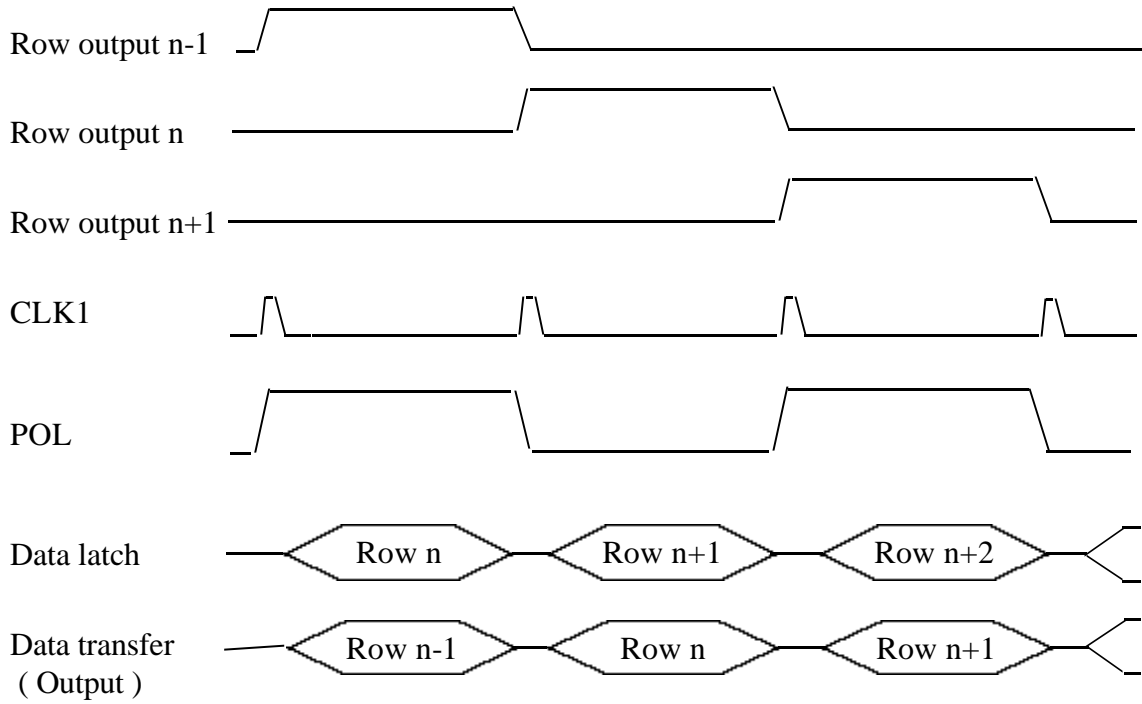 Row output n-1
Row output n
Row output n+1
CLK1
POL
Data latch
Row n
Row n+1
Row n+2
Data transfer
( Output )
Row n-1
Row n
Row n+1